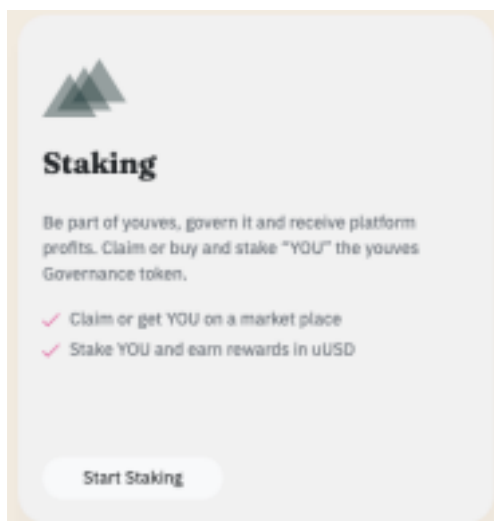 Staking
Be part of youves, govern it and receive platform
profits. Claim or buy and stake "YOU" the youves
Governance token.
Claim or get YOU on a market place
Stake YOU and earn rewards in uUSD
Start Staking